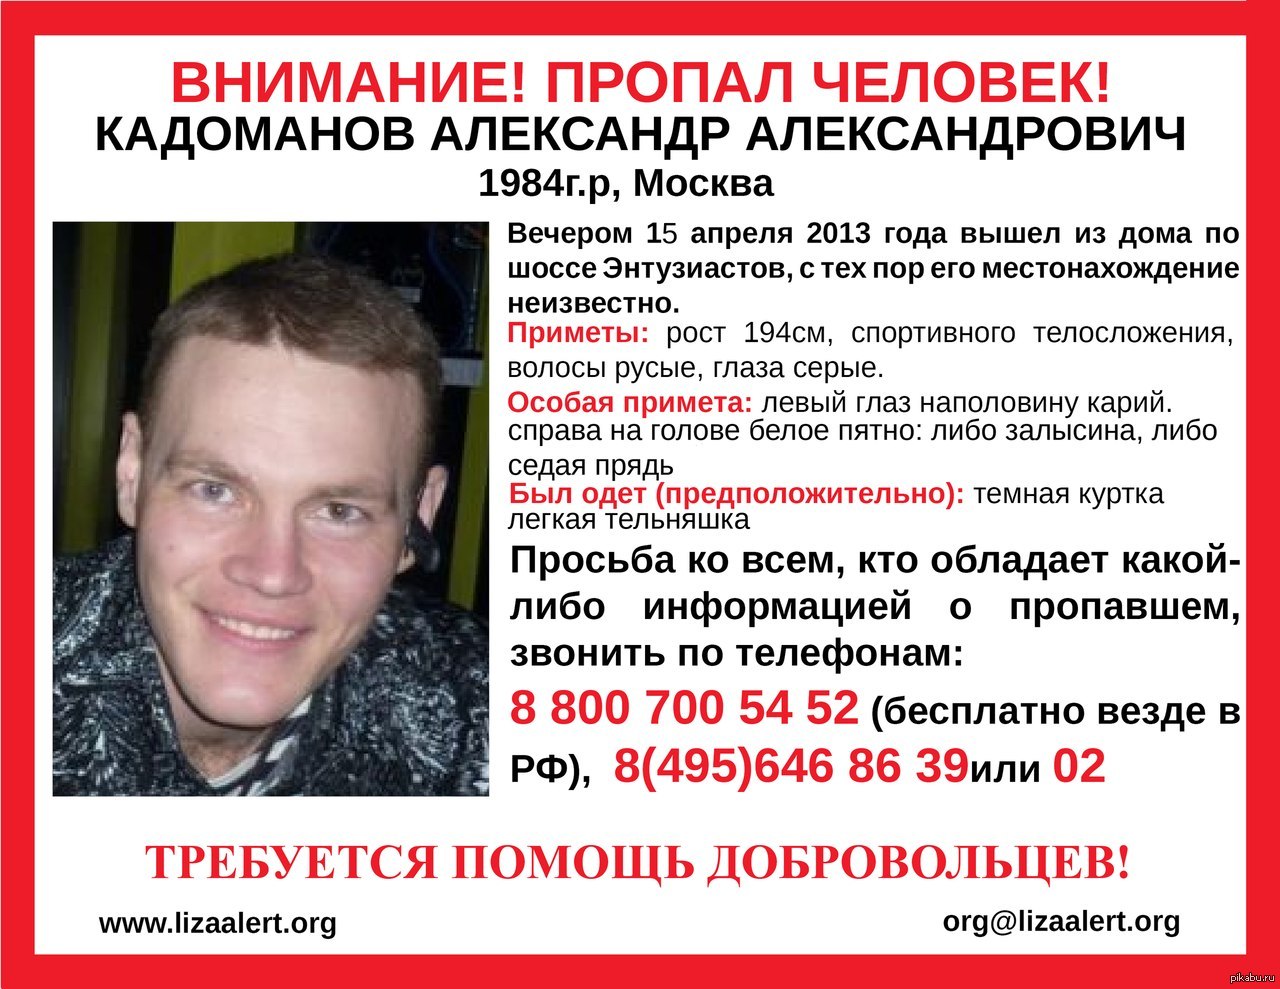 ВНИМАНИЕ! ПРОПАЛ ЧЕЛОВЕК!
КАДОМАНОВ АЛЕКСАНДР АЛЕКСАНДРОВИЧ
1984г.р, Москва
Вечером 15 апреля 2013 года вышел из дома по
шоссе Энтузиастов, с тех пор его местонахождение
неизвестно.
Приметы: рост 194см, спортивного телосложения,
волосы русые, глаза серые.
Особая примета: левый глаз наполовину карий.
справа на голове белое пятно: либо залысина, либо
седая прядь
Был одет (предположительно): темная куртка
легкая тельняшка
Просьба ко всем, кто обладает какой-
либо информацией о пропавшем,
звонить по телефонам:
8 800 700 54 52 (бесплатно везде в
РФ), 8(495)646 86 39или 02
ТРЕБУЕТСЯ ПОМОЩЬ ДОБРОВОЛЬЦЕВ!
www.lizaalert.org
org@lizaalert.org
pikabu.ru